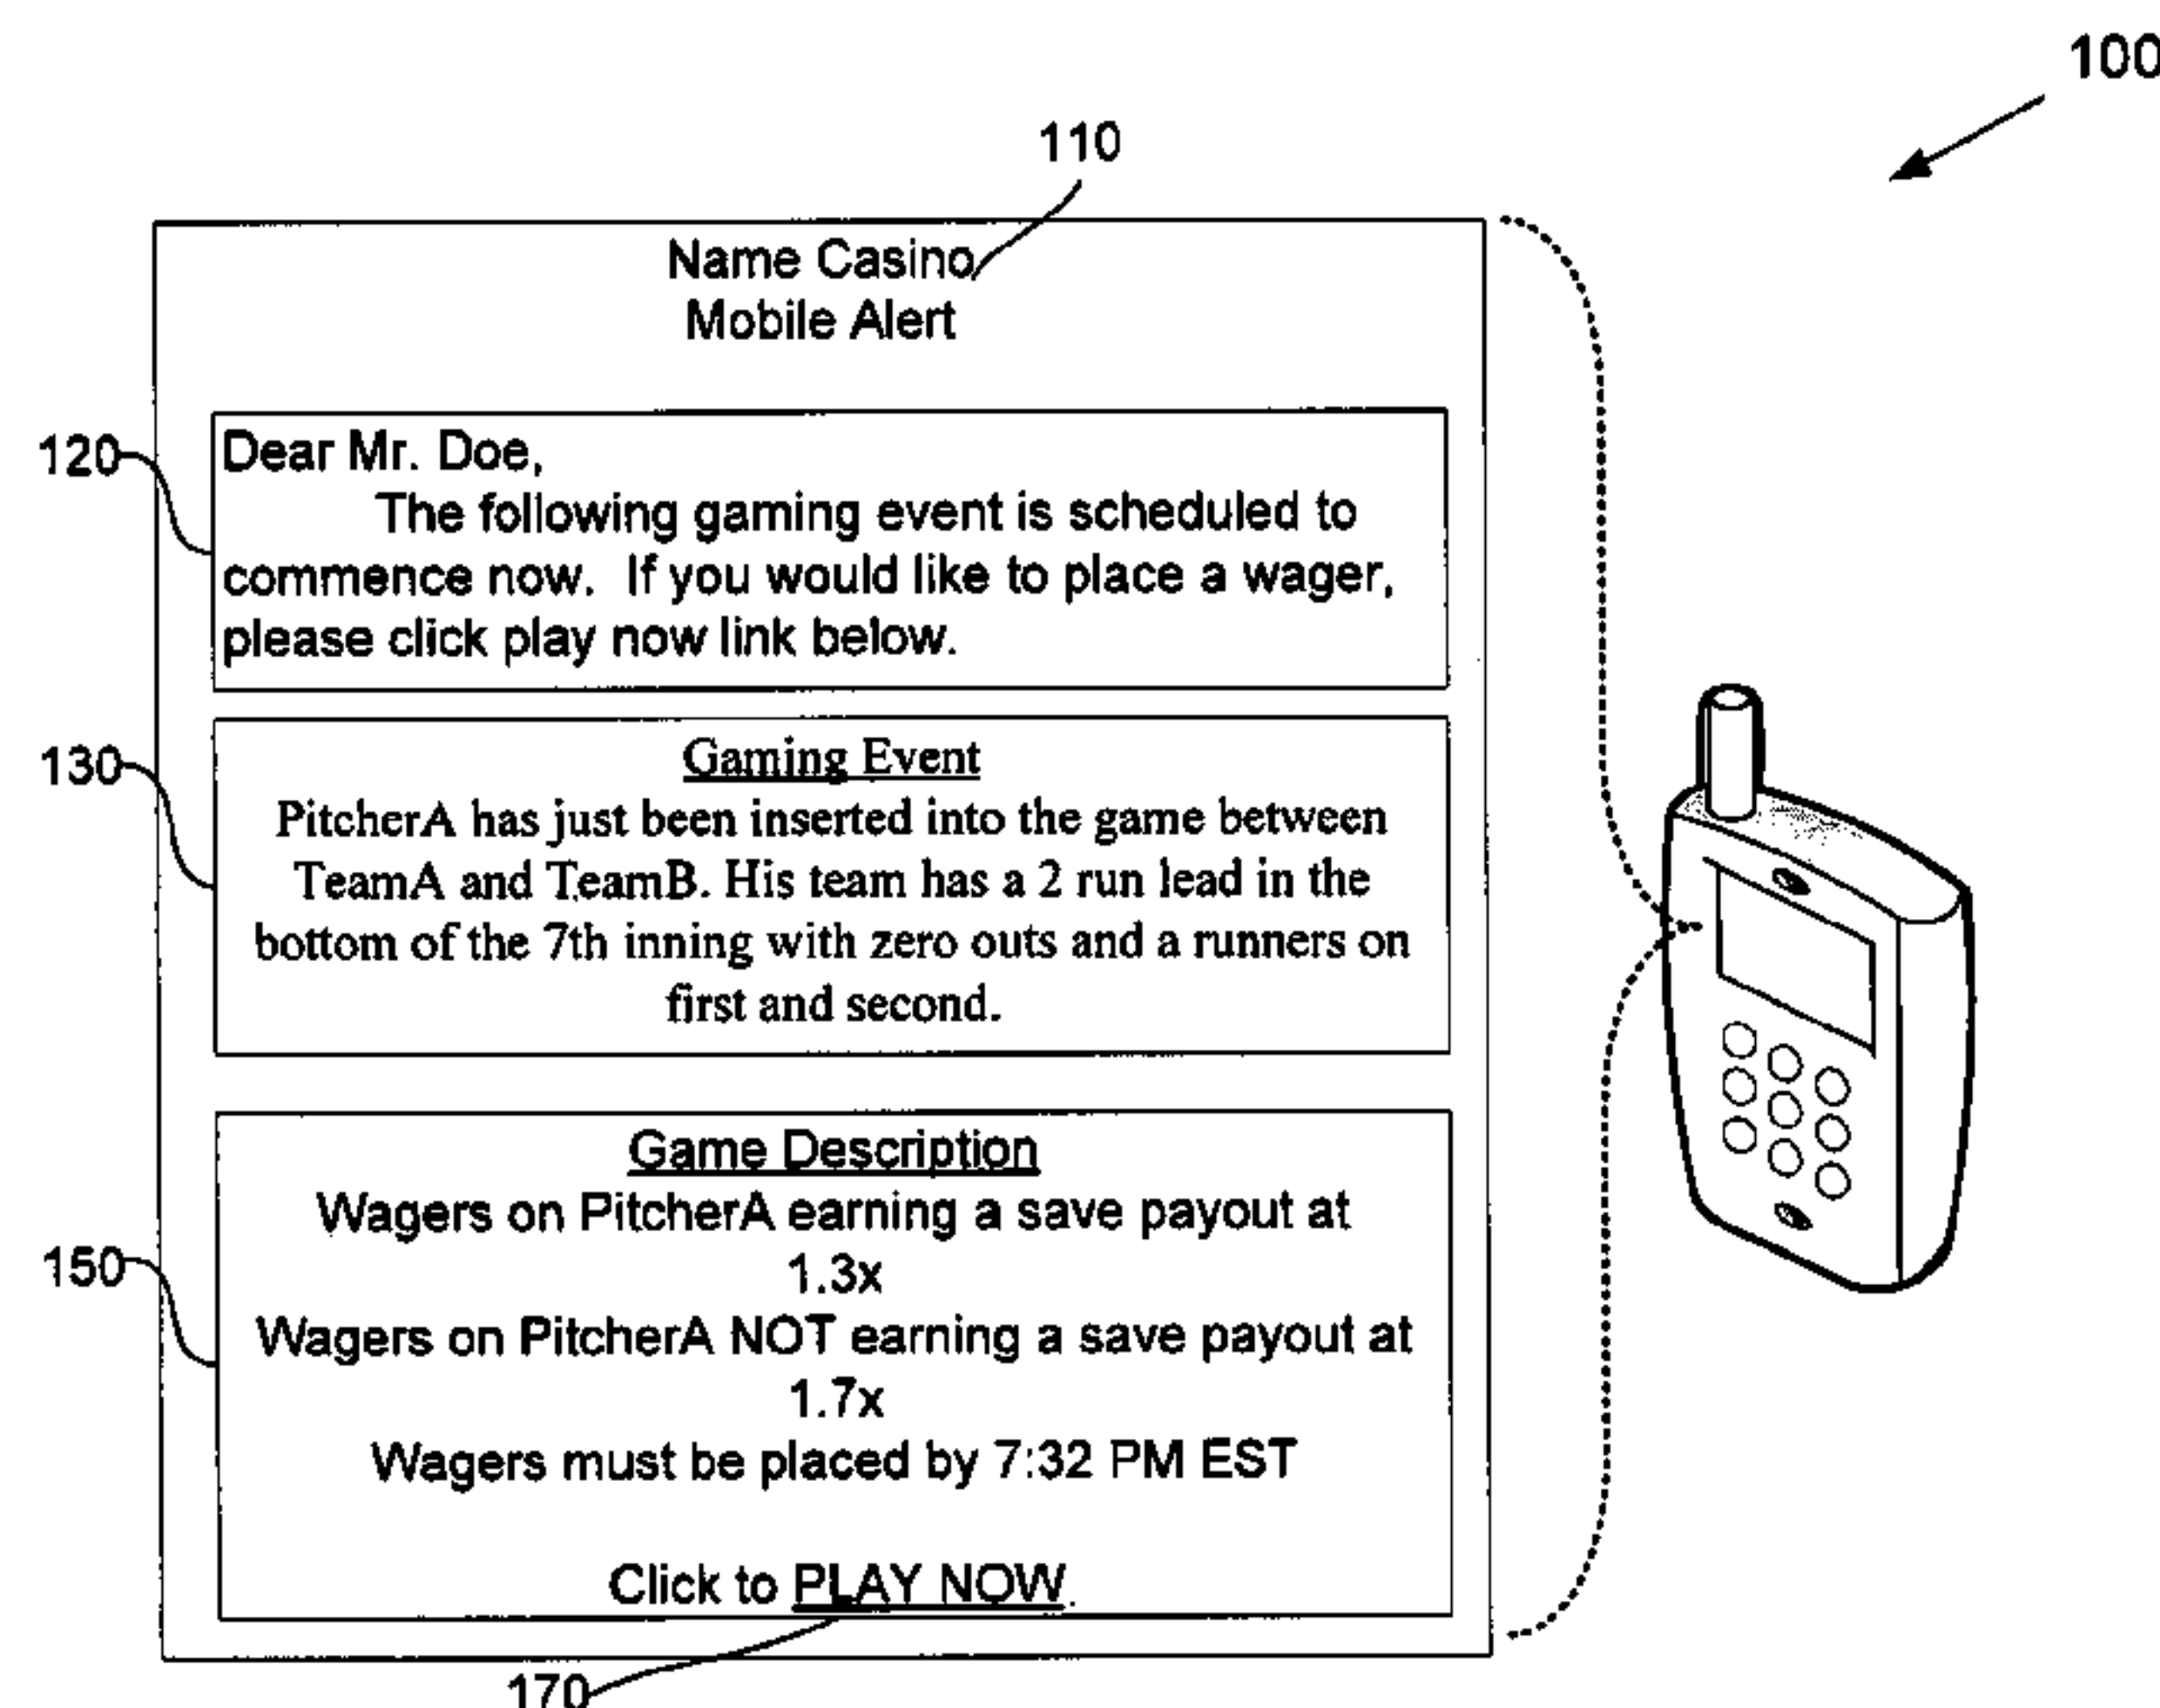 100
110
Name Casino
Mobile Alert
120
Dear Mr. Doe,
The following gaming event is scheduled to
commence now. If you would like to place a wager,
please click play now link below.
130
Gaming Event
PitcherA has just been inserted into the game between
TeamA and TeamB. His team has a 2 run lead in the
bottom of the 7th inning with zero outs and a runners on
first and second.
150
Game Description
Wagers on PitcherA earning a save payout at
1.3x
Wagers on PitcherA NOT earning a save payout at
1.7x
Wagers must be placed by 7:32 PM EST
Click to PLAY NOW.
170